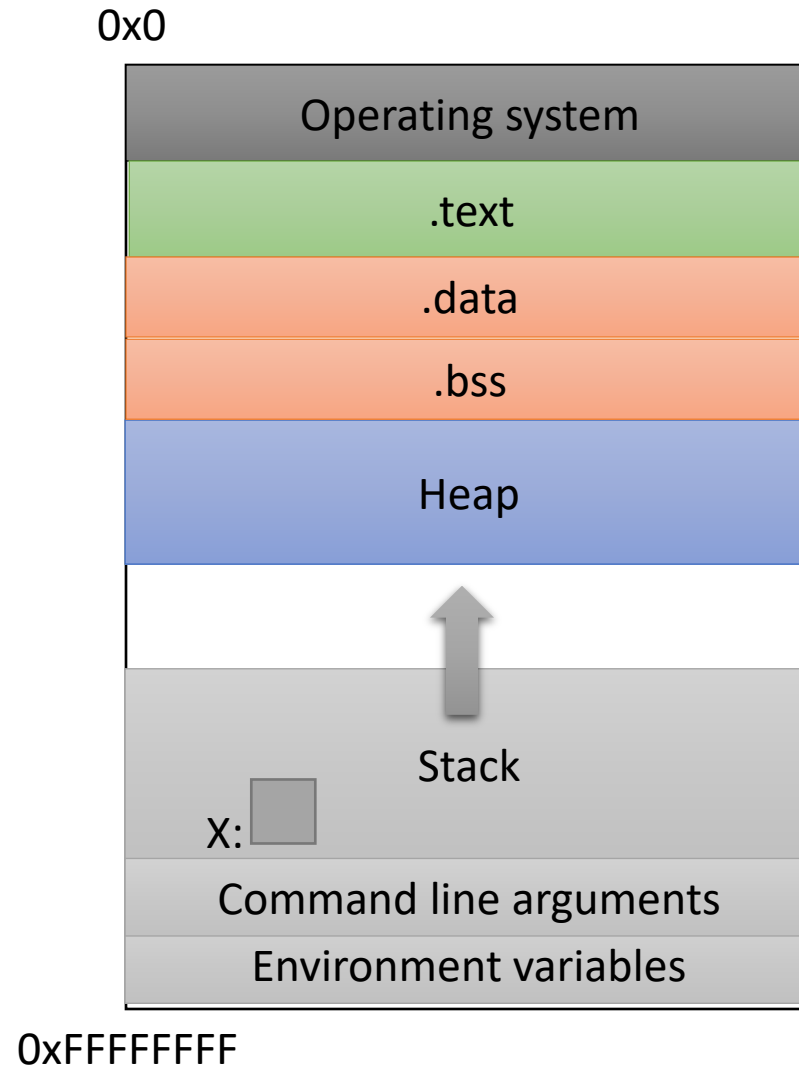 0x0
Operating system
.text
.data
.bss
Heap
Stack
X:
Command line arguments
Environment variables
0xFFFFFFFF